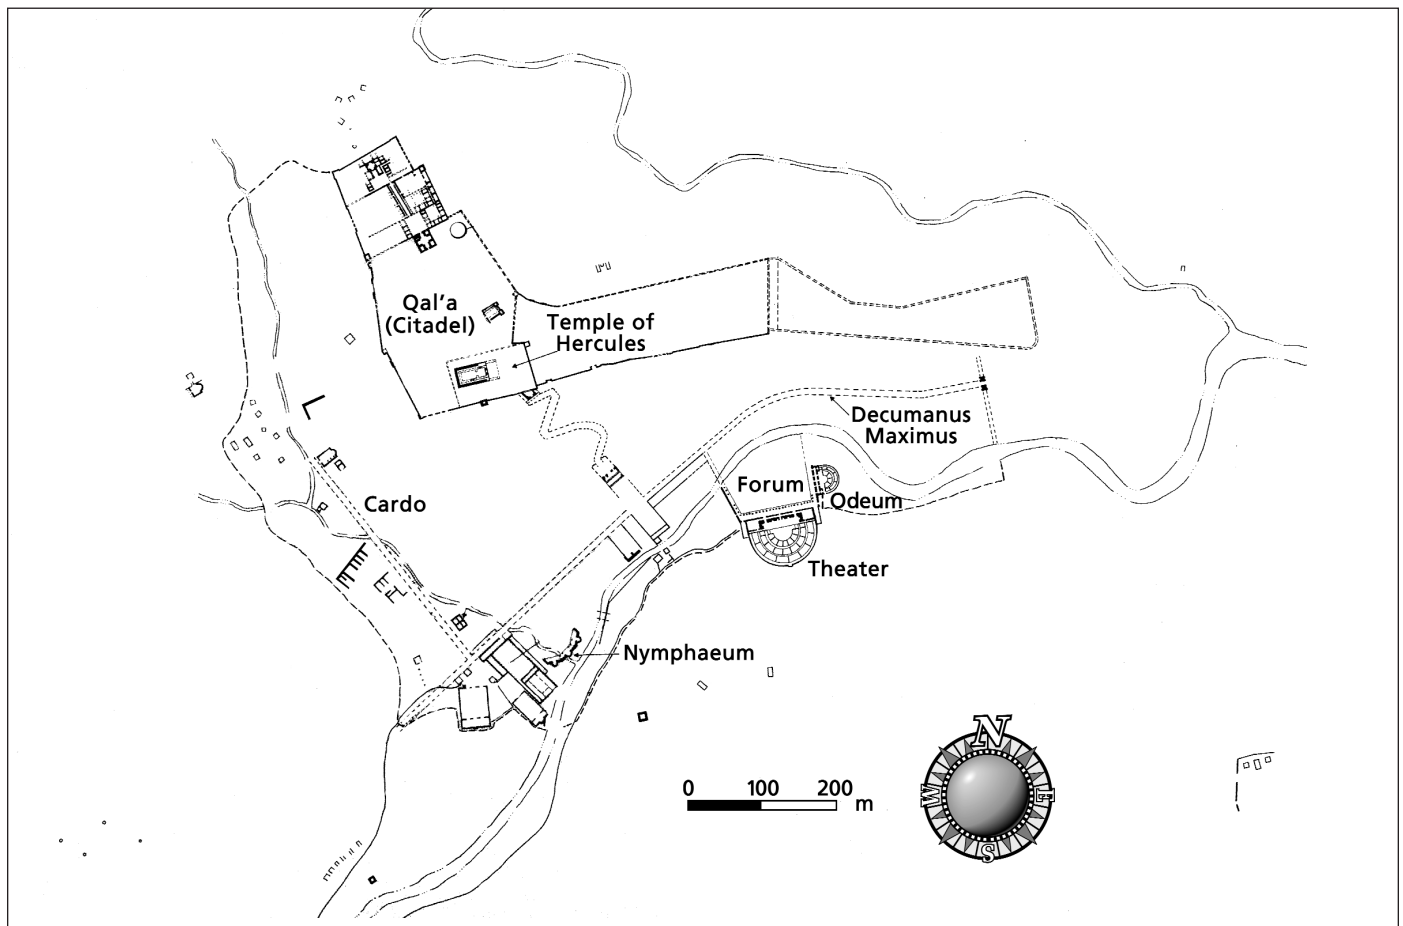 Qal'a
(Citadel)
Temple of
Hercules
Decumanus
Maximus
Forum
Odeum
Cardo
Theater
Nymphaeum
N
W
E
S
0 100 200 m